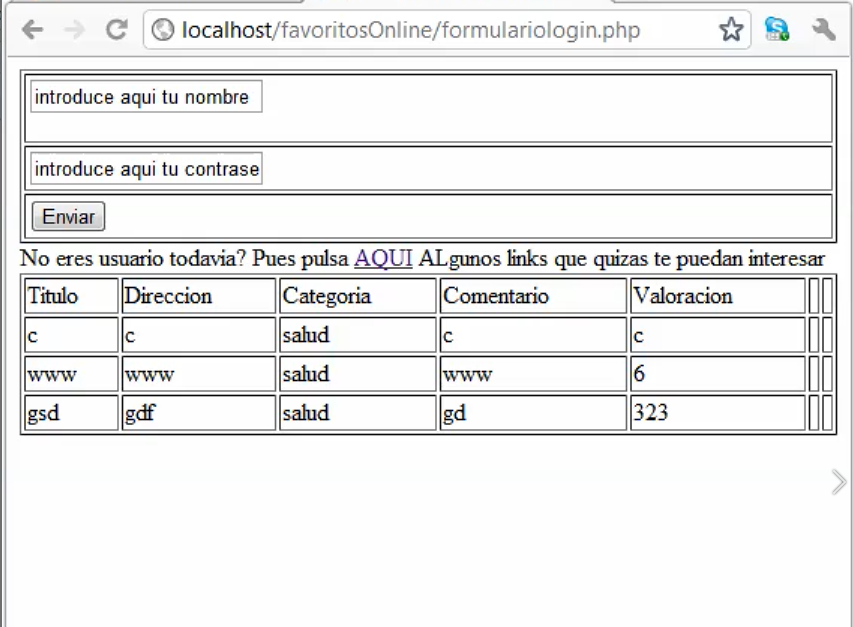 localhost/favoritosOnline/formulariologin.php
introduce aqui tu nombre
introduce aqui tu contrase
Enviar
No eres usuario todavia? Pues pulsa AQUI ALgunos links que quizas te puedan interesar
Titulo Direccion Categoria Comentario Valoracion
c c salud c c
www www salud www 6
gsd gdf salud gd 323